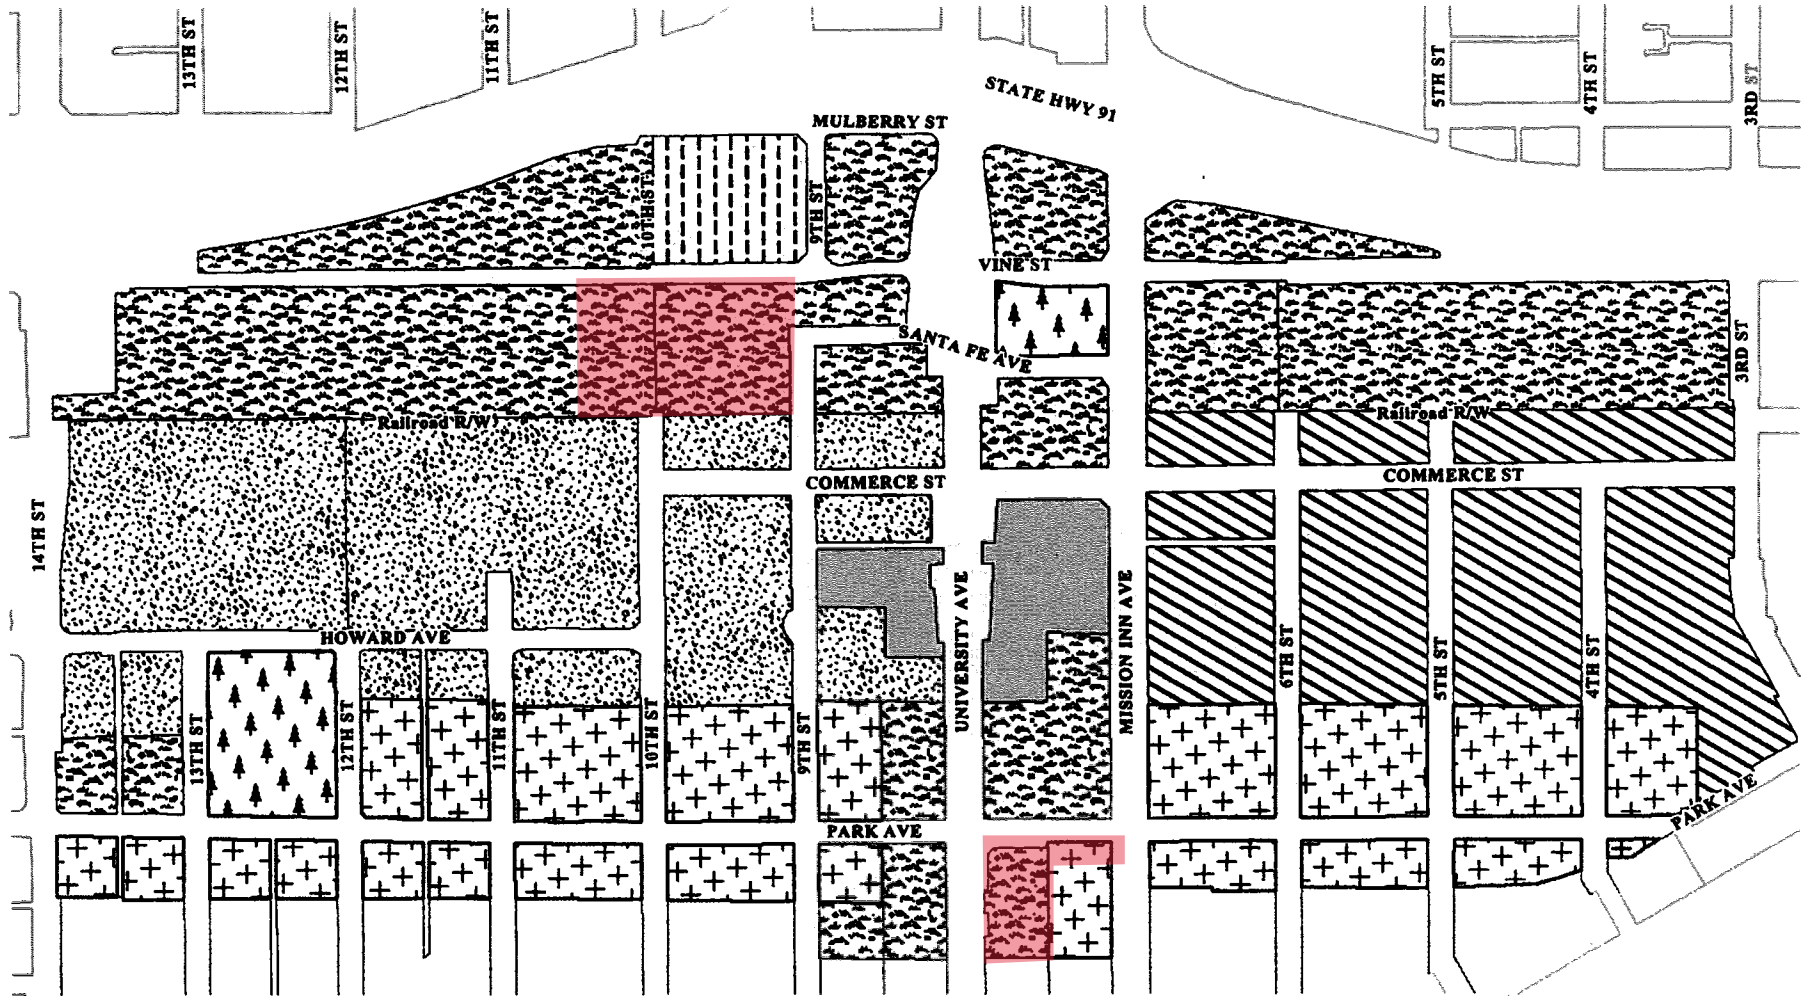 13TH ST
12TH ST
11TH ST
5TH ST
4TH ST
3RD ST
STATE HWY 91
MULBERRY ST
10TH ST
9TH ST
VINE ST
SANTA FE AVE
3RD ST
Railroad R/W
Railroad R/W
COMMERCE ST
COMMERCE ST
14TH ST
UNIVERSITY AVE
MISSION INN AVE
HOWARD AVE
6TH ST
5TH ST
4TH ST
13TH ST
12TH ST
11TH ST
10TH ST
9TH ST
PARK AVE
PARK AVE